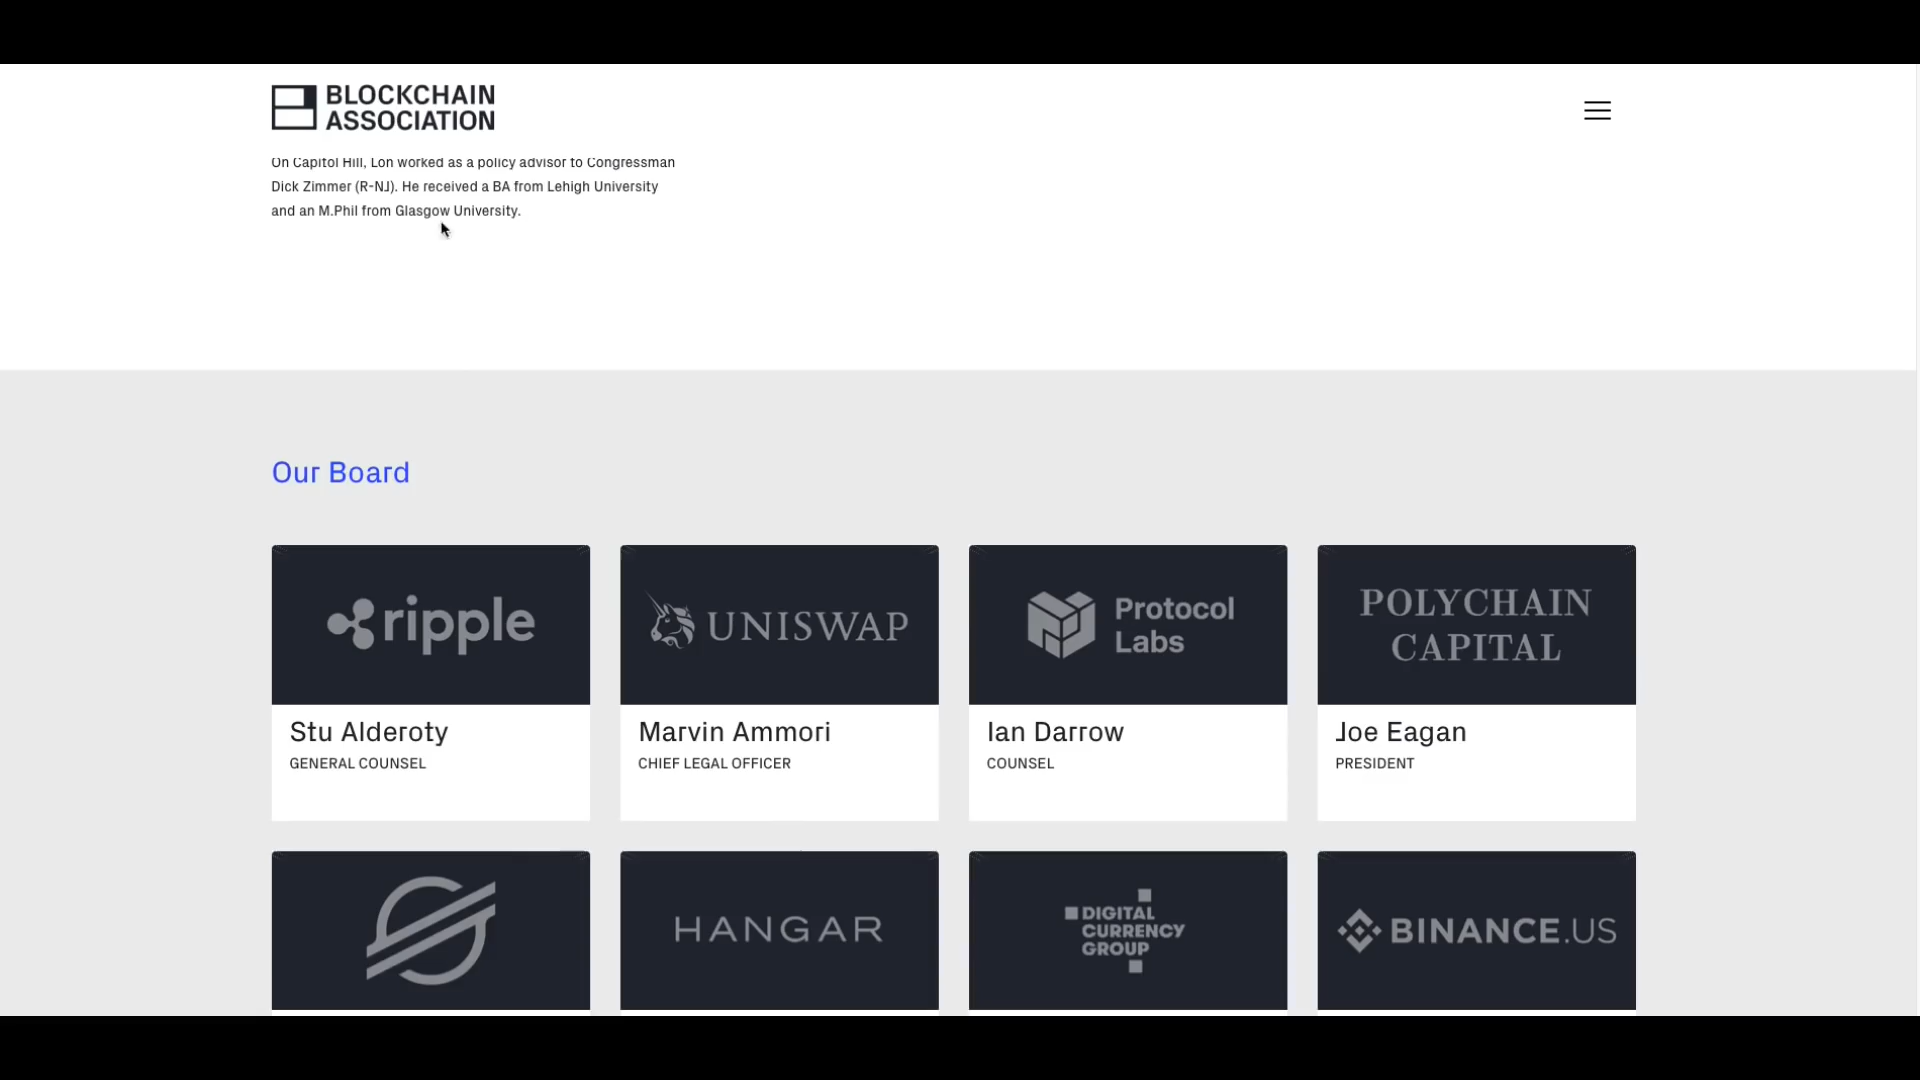 BLOCKCHAIN
ASSOCIATION
On Capitol Hill, Lon worked as a policy advisor to Congressman
Dick Zimmer (R-NJ). He received a BA from Lehigh University
and an M.Phil from Glasgow University.
Our Board
ripple
UNISWAP
Protocol
Labs
POLYCHAIN
CAPITAL
Stu Alderoty
GENERAL COUNSEL
Marvin Ammori
CHIEF LEGAL OFFICER
Ian Darrow
COUNSEL
Joe Eagan
PRESIDENT
HANGAR
DIGITAL
CURRENCY
GROUP
BINANCE.US